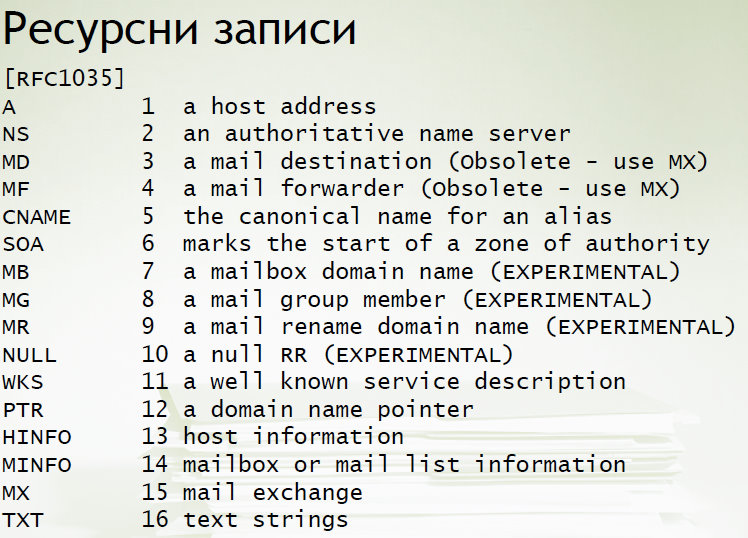 Ресурсни записи
[RFC1035]
A 1 a host address
NS 2 an authoritative name server
MD 3 a mail destination (Obsolete - use MX)
MF 4 a mail forwarder (Obsolete - use MX)
CNAME 5 the canonical name for an alias
SOA 6 marks the start of a zone of authority
MB 7 a mailbox domain name (EXPERIMENTAL)
MG 8 a mail group member (EXPERIMENTAL)
MR 9 a mail rename domain name (EXPERIMENTAL)
NULL 10 a null RR (EXPERIMENTAL)
WKS 11 a well known service description
PTR 12 a domain name pointer
HINFO 13 host information
MINFO 14 mailbox or mail list information
MX 15 mail exchange
TXT 16 text strings